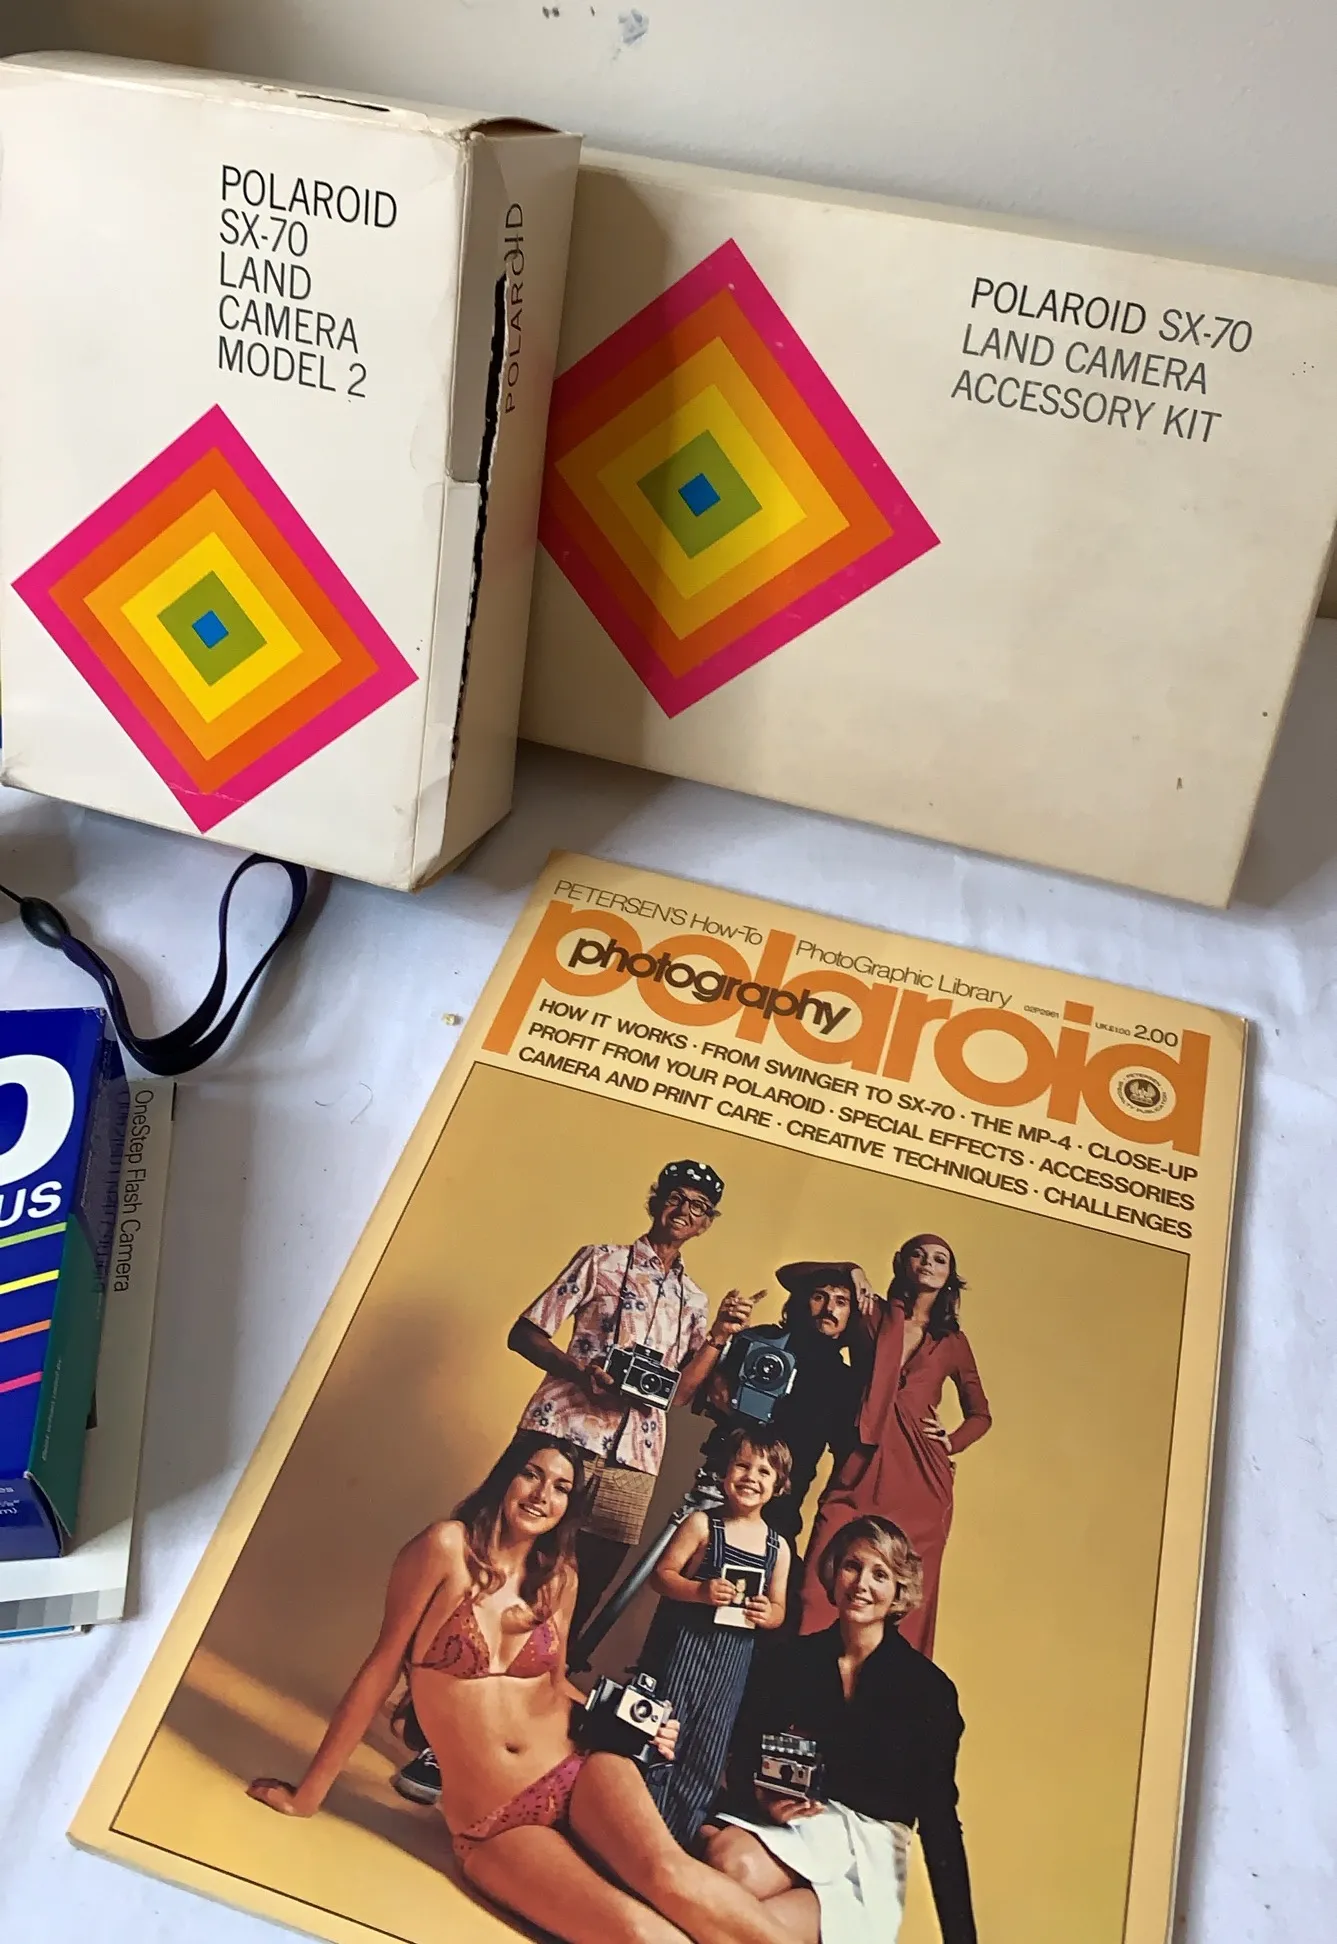 POLAROID
SX-70
LAND
CAMERA
MODEL 2
POLAROID
POLAROID SX-70
LAND CAMERA
ACCESSORY KIT
PETERSEN'S How-To PhotoGraphic Library
polaroid
photography
UK£1.00 2.00
HOW IT WORKS · FROM SWINGER TO SX-70 · THE MP-4 · CLOSE-UP
PROFIT FROM YOUR POLAROID · SPECIAL EFFECTS · ACCESSORIES
CAMERA AND PRINT CARE · CREATIVE TECHNIQUES · CHALLENGES
OneStep Flash Camera
US